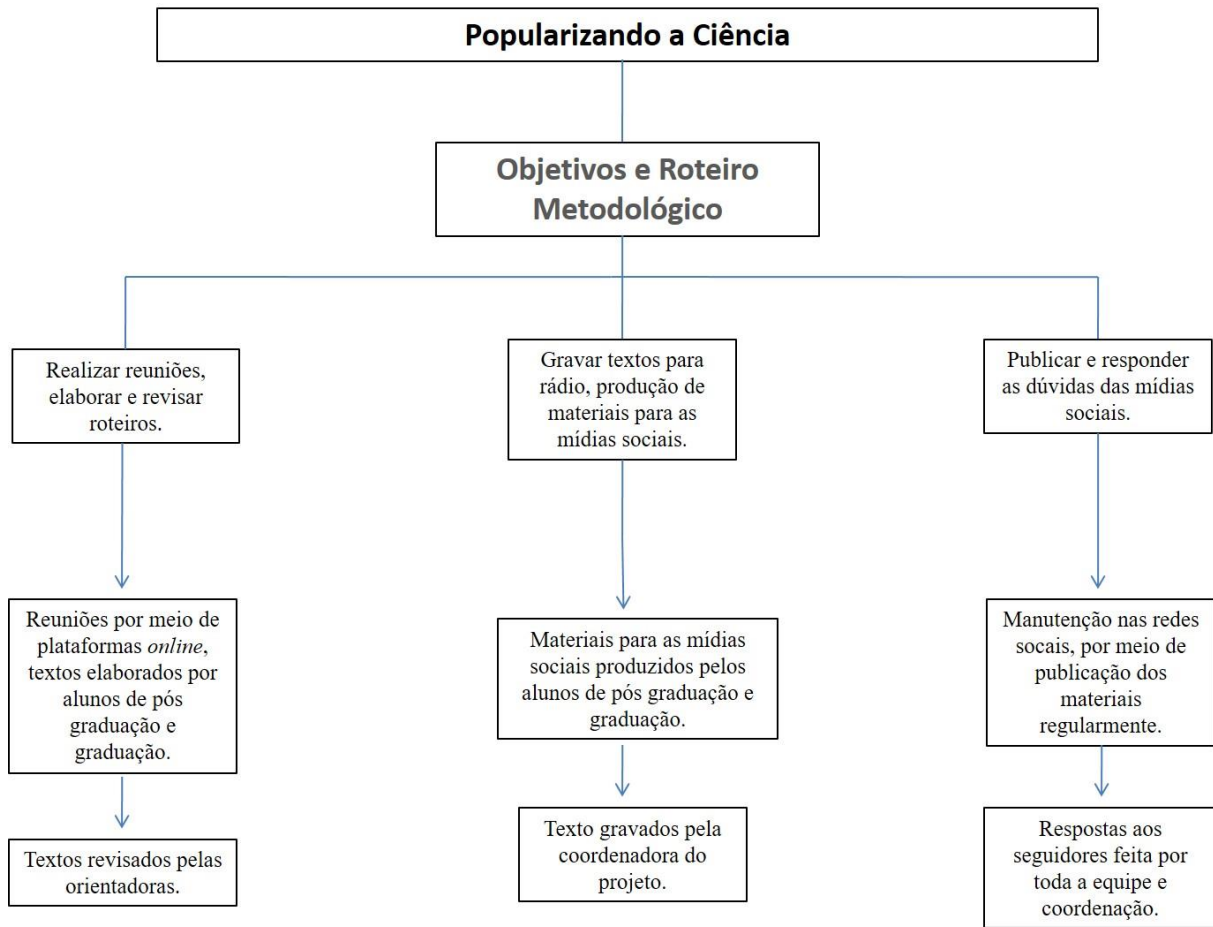 Popularizando a Ciência
Objetivos e Roteiro
Metodológico
Realizar reuniões,
elaborar e revisar
roteiros.
Gravar textos para
rádio, produção de
materiais para as
mídias sociais.
Publicar e responder
as dúvidas das mídias
sociais.
Reuniões por meio de
plataformas online,
textos elaborados por
alunos de pós
graduação e
graduação.
Materiais para as mídias
sociais produzidos pelos
alunos de pós graduação e
graduação.
Manutenção nas redes
socais, por meio de
publicação dos
materiais
regularmente.
Textos revisados pelas
orientadoras.
Texto gravados pela
coordenadora do
projeto.
Respostas aos
seguidores feita por
toda a equipe e
coordenação.